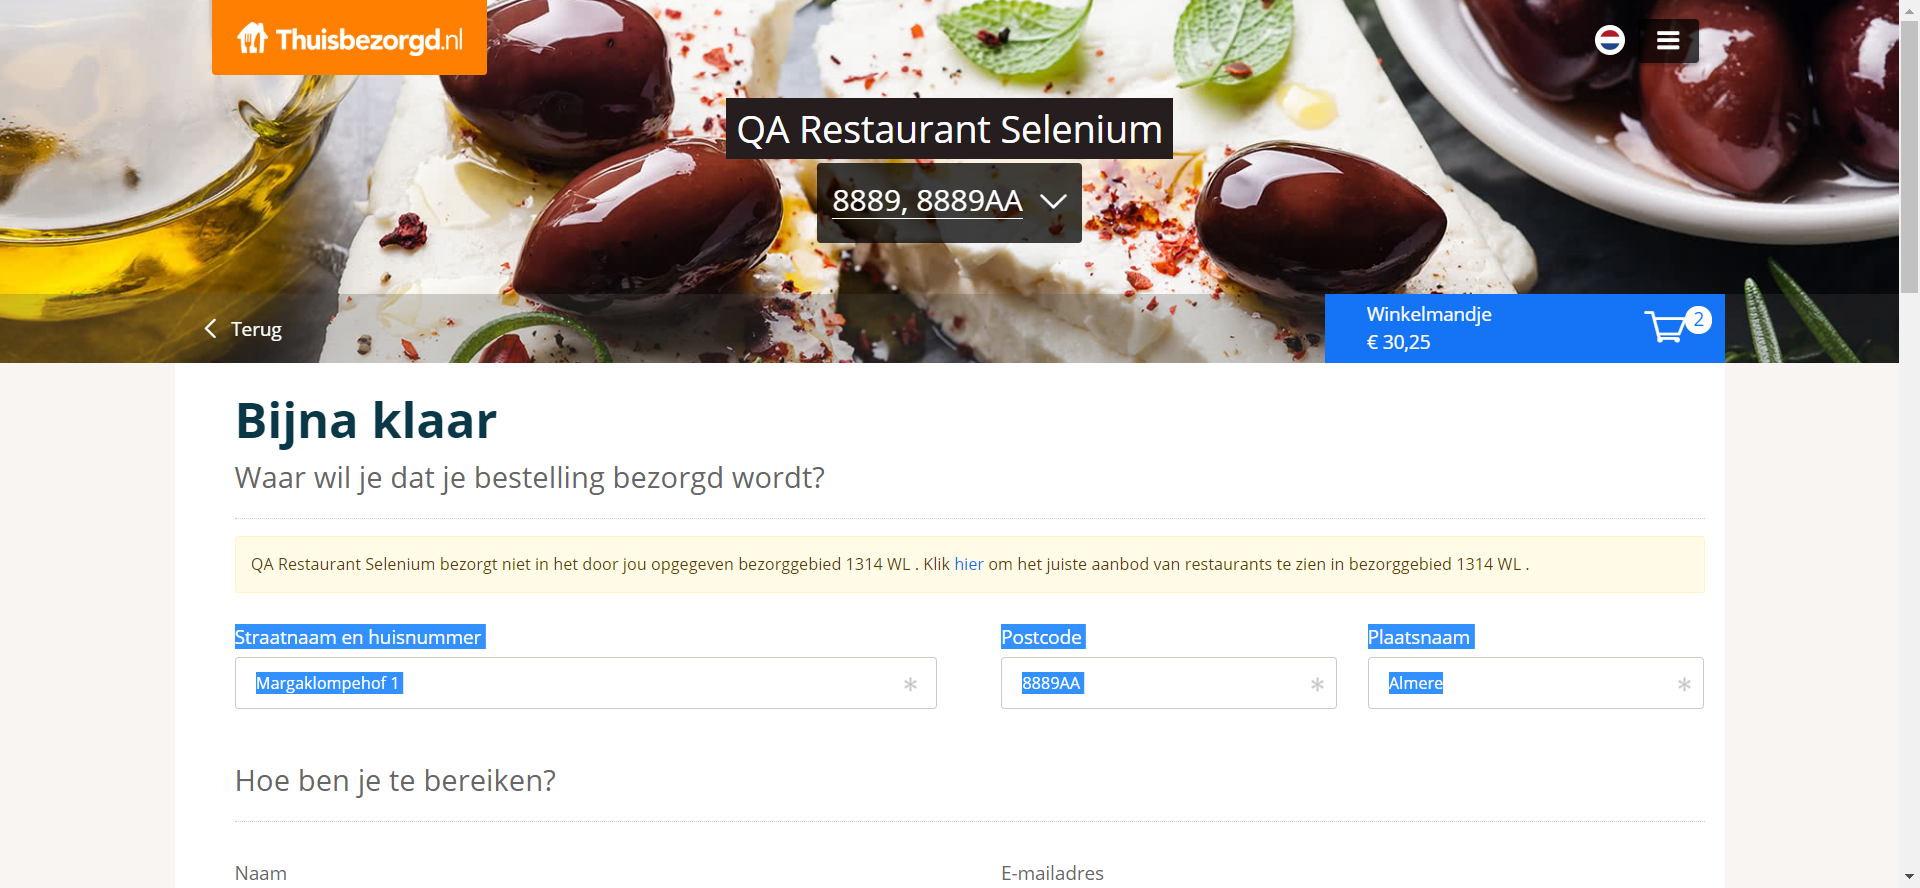 Thuisbezorgd.nl
QA Restaurant Selenium
8889, 8889AA
Terug
Winkelmandje
€ 30,25
2
Bijna klaar
Waar wil je dat je bestelling bezorgd wordt?
QA Restaurant Selenium bezorgt niet in het door jou opgegeven bezorggebied 1314 WL . Klik hier om het juiste aanbod van restaurants te zien in bezorggebied 1314 WL .
Straatnaam en huisnummer Postcode Plaatsnaam
Margaklompehof 1 * 8889AA * Almere *
Hoe ben je te bereiken?
Naam E-mailadres